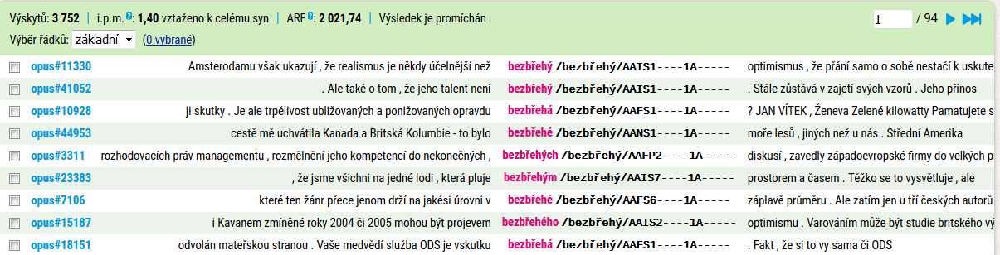 Výskytů: 3 752 | i.p.m.?: 1,40 vztaženo k celému syn | ARF?: 2 021,74 | Výsledek je promíchán 1 / 94
Výběr řádků: základní (0 vybrané)
opus#11330 Amsterodamu však ukazují , že realismus je někdy účelnější než bezbřehý /bezbřehý/AAIS1----1A----- optimismu , že přání samo o sobě nestačí k uskute
opus#41052 . Ale také o tom , že jeho talent není bezbřehý /bezbřehý/AAIS1----1A----- . Stále zůstává v zajetí svých vzorů . Jeho přínos
opus#10928 ji skutky . Je ale trpělivost ubližovaných a ponižovaných opravdu bezbřehá /bezbřehý/AAFS1----1A----- ? JAN VÍTEK , Ženeva Zelené kilowatty Pamatujete s
opus#44953 cestě mě uchvátila Kanada a Britská Kolumbie - to bylo bezbřehé /bezbřehý/AANS1----1A----- moře lesů , jiných než u nás . Střední Amerika
opus#3311 rozhodovacích práv managementu , rozmělnění jeho kompetencí do nekonečných , bezbřehých /bezbřehý/AAFP2----1A----- diskusí , zavedly západoevropské firmy do velkých p
opus#23383 , že jsme všichni na jedné lodi , která pluje bezbřehým /bezbřehý/AAIS7----1A----- prostorem a časem . Těžko se to vysvětluje , ale
opus#7106 které ten žánr přece jenom drží na jakési úrovni v bezbřehé /bezbřehý/AAFS6----1A----- záplavě průměru . Ale zatím jen u tří českých autorů
opus#15187 i Kavanem zmíněné roky 2004 či 2005 mohou být projevem bezbřehého /bezbřehý/AAIS2----1A----- optimismu . Varováním může být studie britského vý
opus#18151 odvolán mateřskou stranou . Vaše medvědí služba ODS je vskutku bezbřehá /bezbřehý/AAFS1----1A----- . Fakt , že si to vy sama či ODS